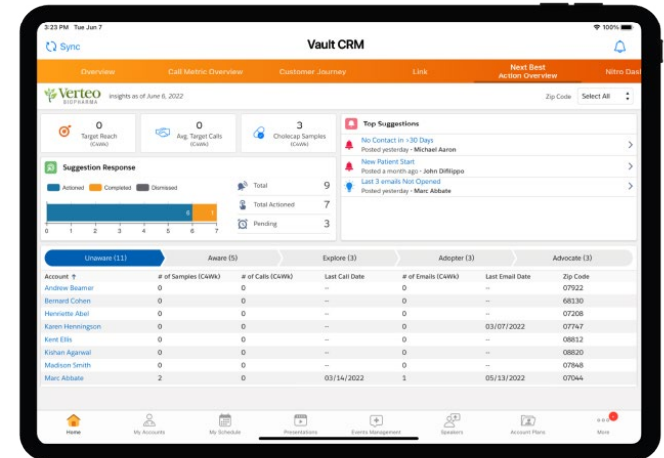 3:23 PM Tue Jun 7
100%
Sync
Vault CRM
Overview
Call Metric Overview
Customer Journey
Link
Next Best
Action Overview
Nitro Das
Verteo
BIOPHARMA
Insights as of June 6, 2022
Zip Code Select All
0
Target Reach
(C4Wk)
0
Avg. Target Calls
(C4Wk)
3
Cholecap Samples
(C4Wk)
Top Suggestions
No Contact in >30 Days
Posted yesterday - Michael Aaron
New Patient Start
Posted a month ago - John Difilippo
Last 3 emails Not Opened
Posted yesterday - Marc Abbate
Suggestion Response
Actioned Completed Dismissed
6 1
0 1 2 3 4 5 6 7
Total 9
Total Actioned 7
Pending 3
Unaware (11) Aware (5) Explore (3) Adopter (3) Advocate (3)
Account # of Samples (C4Wk) # of Calls (C4Wk) Last Call Date # of Emails (C4Wk) Last Email Date Zip Code
Andrew Beamer 0 0 -- 0 -- 07922
Bernard Cohen 0 0 -- 0 -- 68130
Henriette Abel 0 0 -- 0 -- 07208
Karen Henningson 0 0 -- 0 03/07/2022 07747
Kent Ellis 0 0 -- 0 -- 08812
Kishan Agarwal 0 0 -- 0 -- 08820
Madison Smith 0 0 -- 0 -- 07848
Marc Abbate 2 0 03/14/2022 1 05/13/2022 07044
Home
My Accounts
My Schedule
Presentations
Events Management
Speakers
Account Plans
More